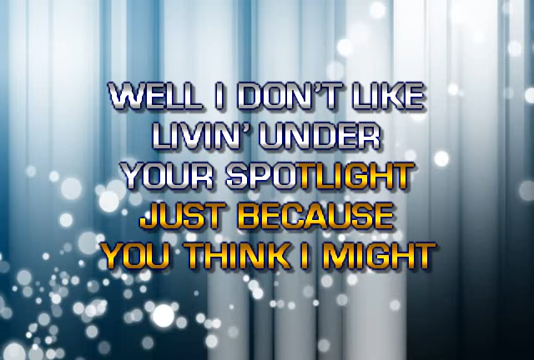 WELL I DON'T LIKE
LIVIN' UNDER
YOUR SPOTLIGHT
JUST BECAUSE
YOU THINK I MIGHT